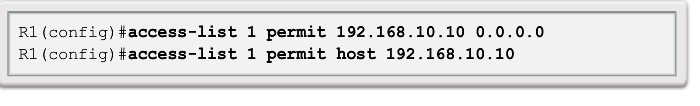 R1(config)#access-list 1 permit 192.168.10.10 0.0.0.0
R1(config)#access-list 1 permit host 192.168.10.10